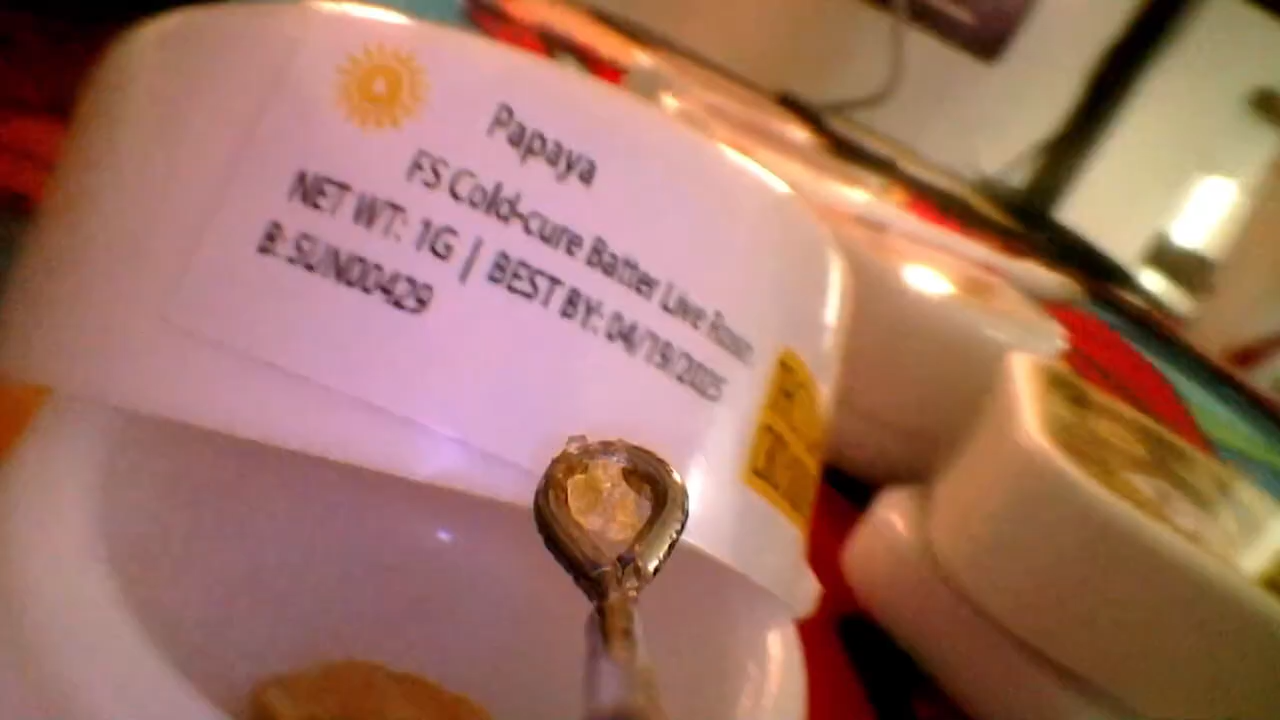 Papaya
FS Cold-cure Batter Live Rosin
NET WT: 1G | BEST BY: 04/19/2025
B:SUN00429